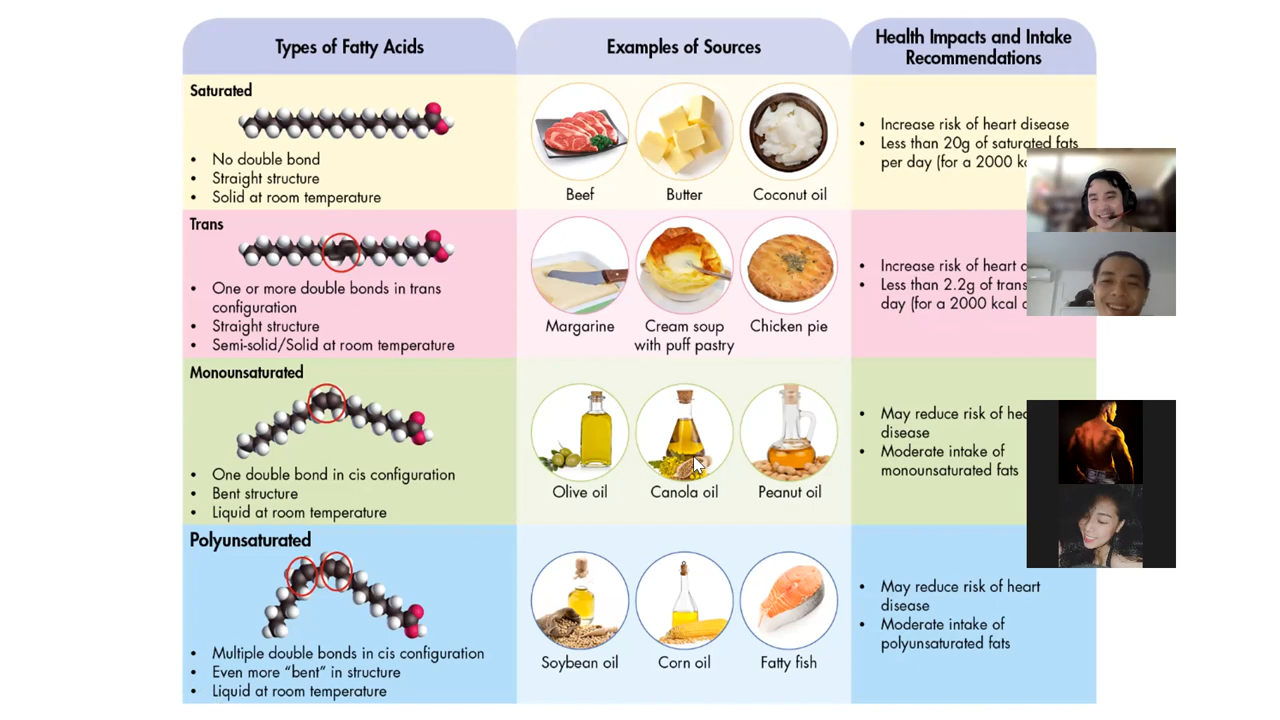 Types of Fatty Acids
Examples of Sources
Health Impacts and Intake
Recommendations
Saturated
• No double bond
• Straight structure
• Solid at room temperature
Beef
Butter
Coconut oil
• Increase risk of heart disease
• Less than 20g of saturated fats
per day (for a 2000
Trans
• One or more double bonds in trans
configuration
• Straight structure
• Semi-solid/Solid at room temperature
Margarine
Cream soup
with puff pastry
Chicken pie
• Increase risk of heart
• Less than 2.2g of trans
day (for a 2000 kcal
Monounsaturated
• One double bond in cis configuration
• Bent structure
• Liquid at room temperature
Olive oil
Canola oil
Peanut oil
• May reduce risk of
disease
• Moderate intake of
monounsaturated fats
Polyunsaturated
• Multiple double bonds in cis configuration
• Even more “bent” in structure
• Liquid at room temperature
Soybean oil
Corn oil
Fatty fish
• May reduce risk of heart
disease
• Moderate intake of
polyunsaturated fats